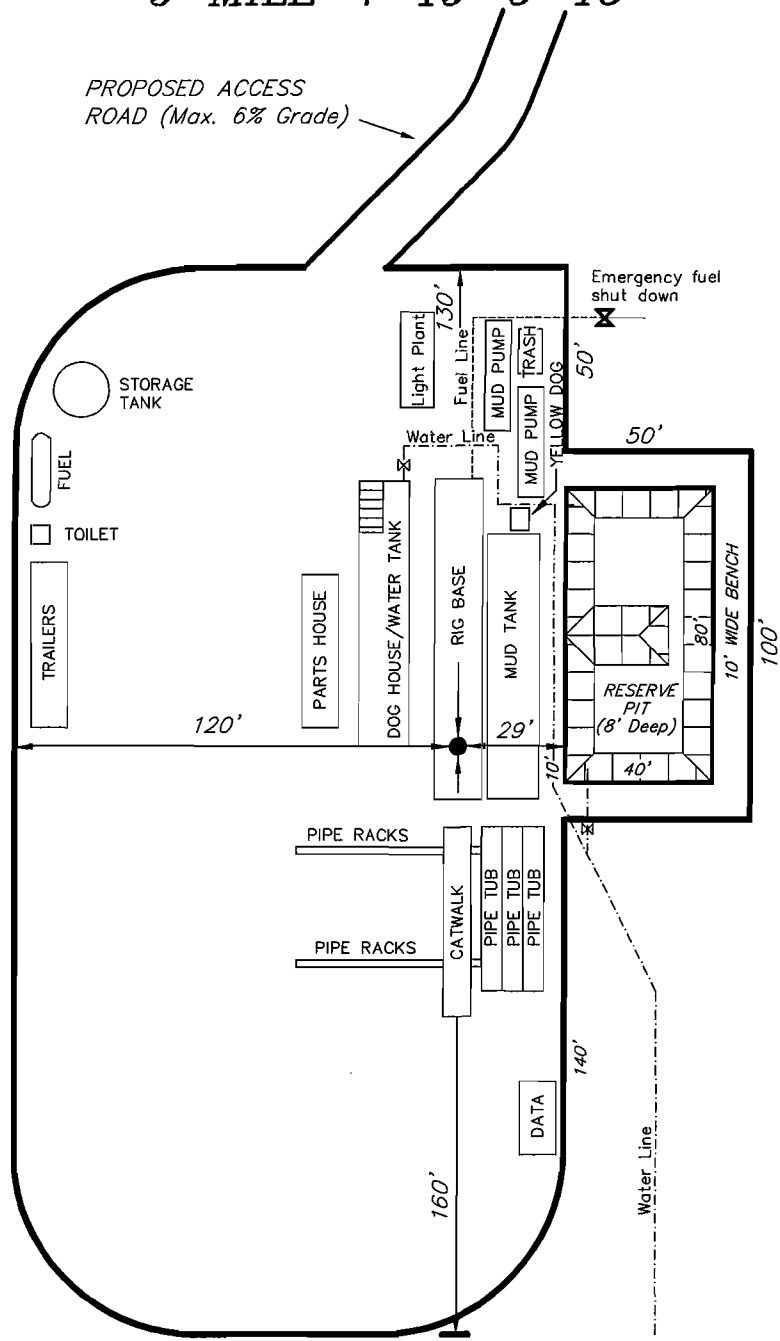 PROPOSED ACCESS
ROAD (Max. 6% Grade)
Emergency fuel
shut down
130'
50'
Light Plant
Fuel Line
MUD PUMP
TRASH
STORAGE
TANK
MUD PUMP
YELLOW DOG
Water Line
50'
FUEL
TOILET
TRAILERS
PARTS HOUSE
DOG HOUSE/WATER TANK
RIG BASE
MUD TANK
80'
10' WIDE BENCH
100'
RESERVE
PIT
(8' Deep)
120'
29'
10'
40'
PIPE RACKS
CATWALK
PIPE TUB
PIPE TUB
PIPE TUB
PIPE RACKS
140'
DATA
160'
Water Line